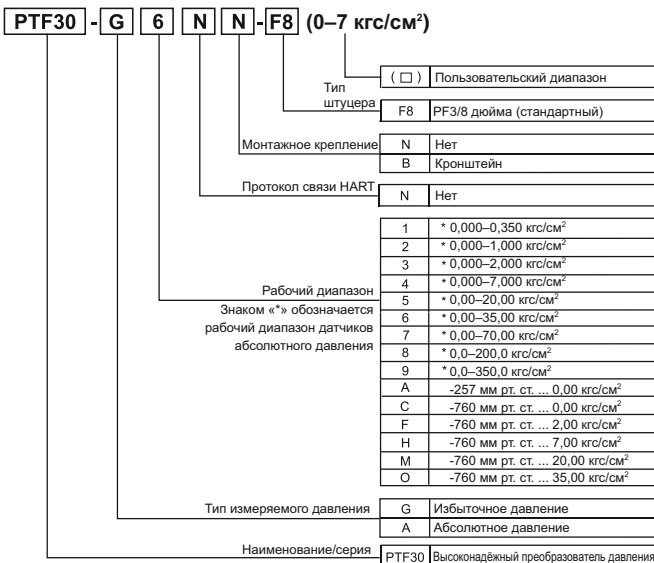 PTF30 - G 6 N N - F8 (0–7 кгс/см²)
( □ ) Пользовательский диапазон
Тип
штуцера
F8 PF3/8 дюйма (стандартный)
Монтажное крепление
N Нет
B Кронштейн
Протокол связи HART
N Нет
1 * 0,000–0,350 кгс/см²
2 * 0,000–1,000 кгс/см²
3 * 0,000–2,000 кгс/см²
4 * 0,000–7,000 кгс/см²
5 * 0,00–20,00 кгс/см²
6 * 0,00–35,00 кгс/см²
7 * 0,00–70,00 кгс/см²
8 * 0,0–200,0 кгс/см²
9 * 0,0–350,0 кгс/см²
A -257 мм рт. ст. ... 0,00 кгс/см²
C -760 мм рт. ст. ... 0,00 кгс/см²
F -760 мм рт. ст. ... 2,00 кгс/см²
H -760 мм рт. ст. ... 7,00 кгс/см²
M -760 мм рт. ст. ... 20,00 кгс/см²
O -760 мм рт. ст. ... 35,00 кгс/см²
Рабочий диапазон
Знаком «*» обозначается
рабочий диапазон датчиков
абсолютного давления
Тип измеряемого давления
G Избыточное давление
A Абсолютное давление
Наименование/серия
PTF30 Высоконадёжный преобразователь давления